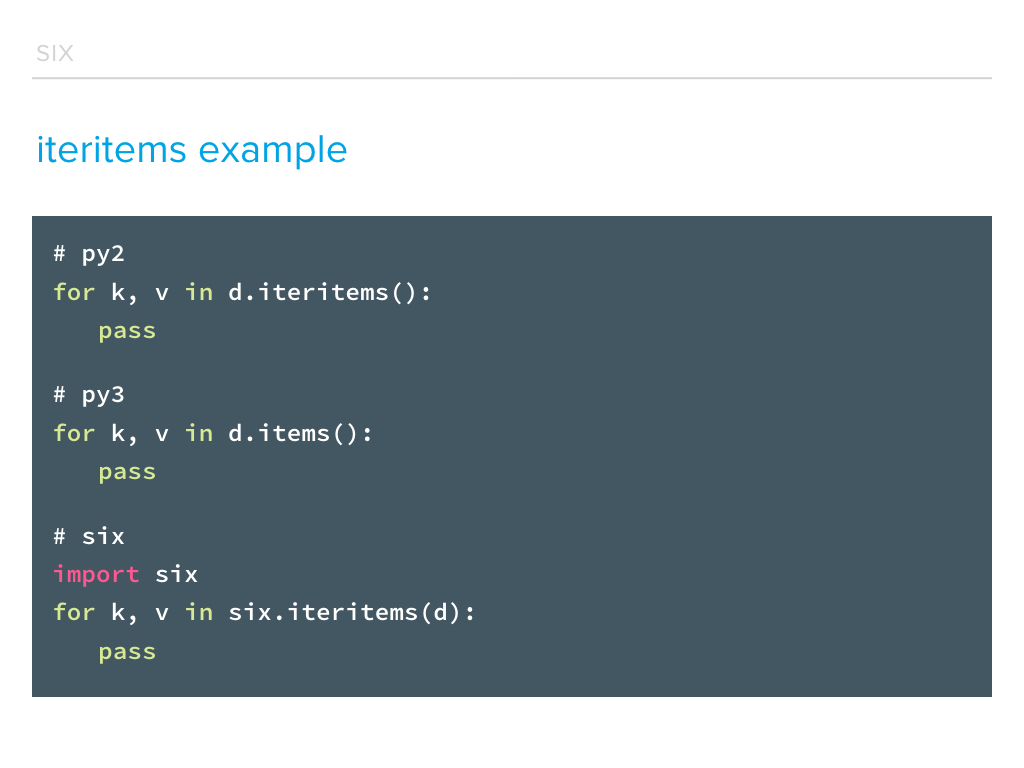 SIX
iteritems example
# py2
for k, v in d.iteritems():
    pass
# py3
for k, v in d.items():
    pass
# six
import six
for k, v in six.iteritems(d):
    pass